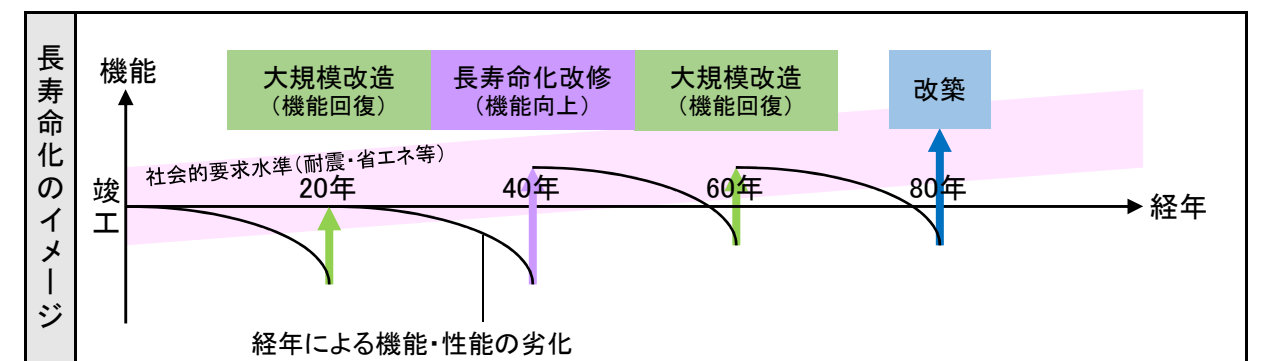 長寿命化のイメージ
機能
大規模改造
(機能回復)
長寿命化改修
(機能向上)
大規模改造
(機能回復)
改築
社会的要求水準(耐震・省エネ等)
竣工
20年
40年
60年
80年
経年
経年による機能・性能の劣化